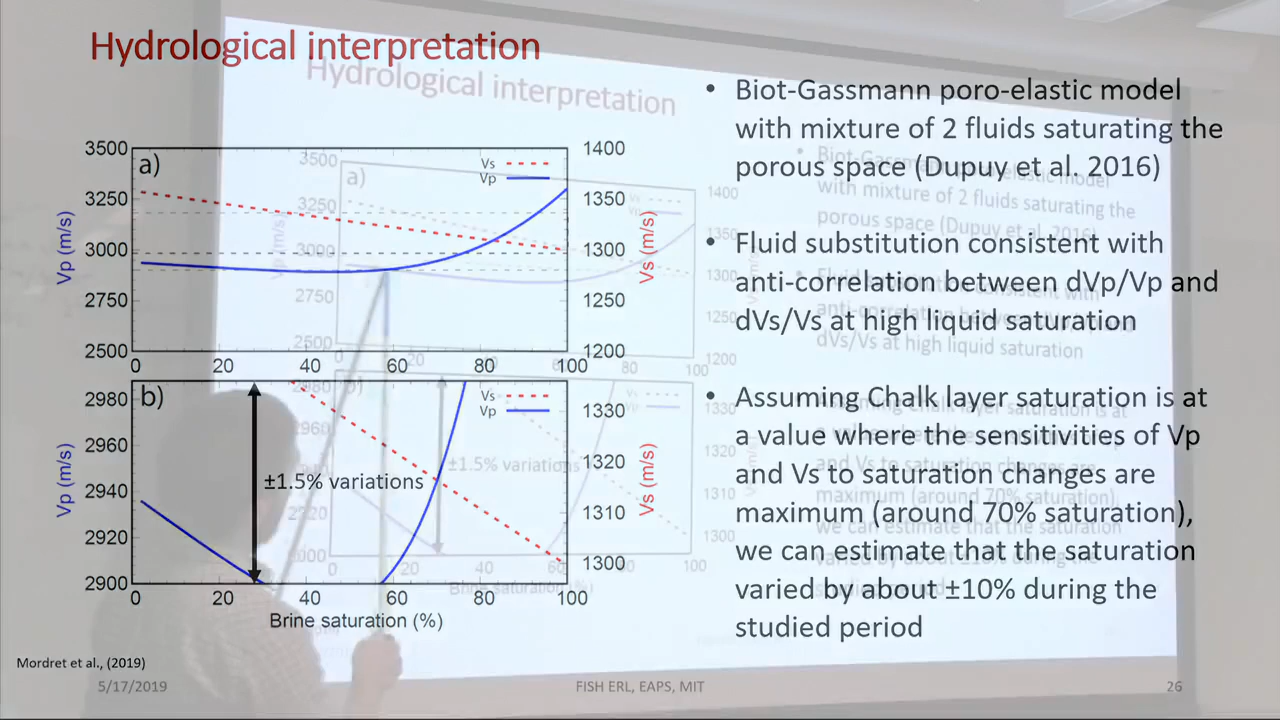 Hydrological interpretation
a)
Vs
Vp
3500
3250
3000
2750
2500
Vp (m/s)
1400
1350
1300
1250
1200
Vs (m/s)
0 20 40 60 80 100
b)
Vs
Vp
2980
2960
2940
2920
2900
Vp (m/s)
±1.5% variations
1330
1320
1310
1300
Vs (m/s)
0 20 40 60 80 100
Brine saturation (%)
• Biot-Gassmann poro-elastic model
with mixture of 2 fluids saturating the
porous space (Dupuy et al. 2016)
• Fluid substitution consistent with
anti-correlation between dVp/Vp and
dVs/Vs at high liquid saturation
• Assuming Chalk layer saturation is at
a value where the sensitivities of Vp
and Vs to saturation changes are
maximum (around 70% saturation),
we can estimate that the saturation
varied by about ±10% during the
studied period
Mordret et al., (2019)
5/17/2019
FISH ERL, EAPS, MIT
26
Hydrological interpretation